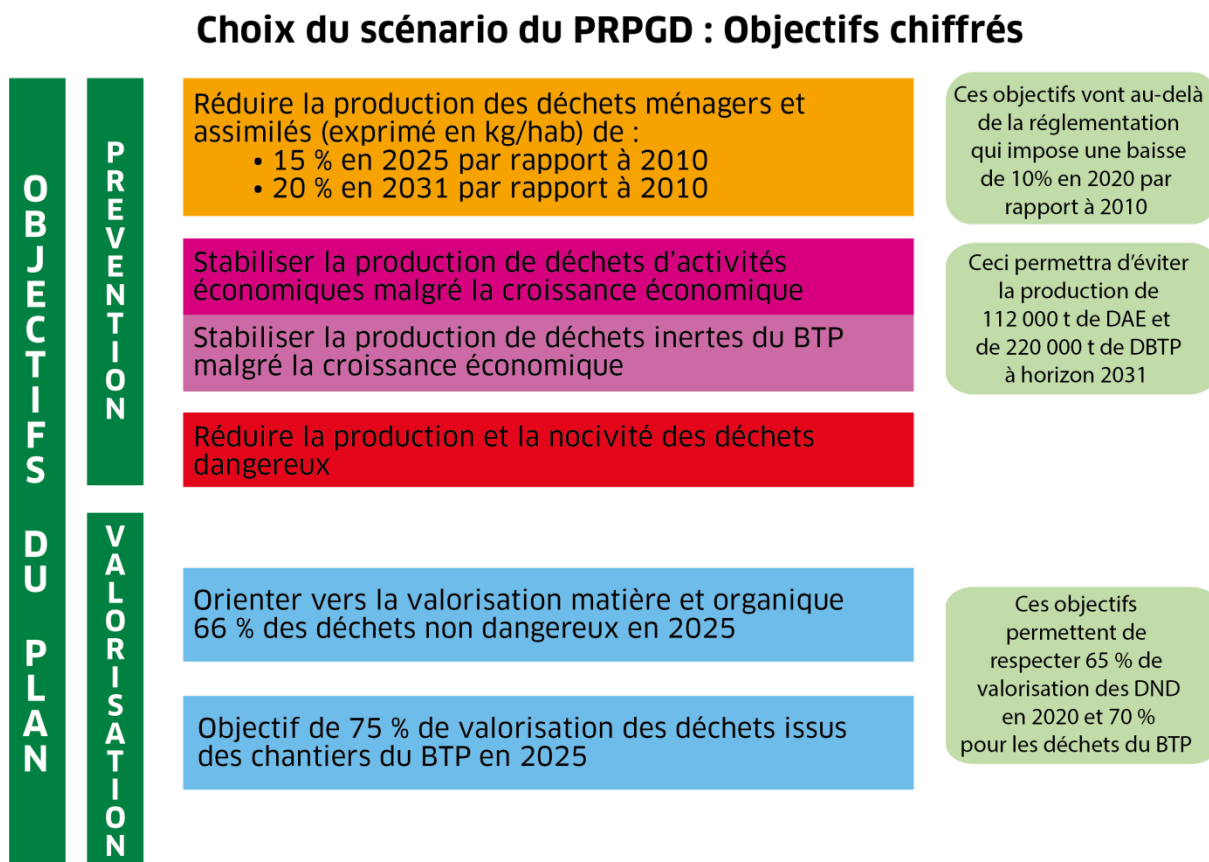 Choix du scénario du PRPGD : Objectifs chiffrés
OBJECTIFS DU PLAN
PREVENTION
Réduire la production des déchets ménagers et
assimilés (exprimé en kg/hab) de :
• 15 % en 2025 par rapport à 2010
• 20 % en 2031 par rapport à 2010
Ces objectifs vont au-delà
de la réglementation
qui impose une baisse
de 10% en 2020 par
rapport à 2010
Stabiliser la production de déchets d'activités
économiques malgré la croissance économique
Stabiliser la production de déchets inertes du BTP
malgré la croissance économique
Ceci permettra d'éviter
la production de
112 000 t de DAE et
de 220 000 t de DBTP
à horizon 2031
Réduire la production et la nocivité des déchets
dangereux
VALORISATION
Orienter vers la valorisation matière et organique
66 % des déchets non dangereux en 2025
Objectif de 75 % de valorisation des déchets issus
des chantiers du BTP en 2025
Ces objectifs
permettent de
respecter 65 % de
valorisation des DND
en 2020 et 70 %
pour les déchets du BTP